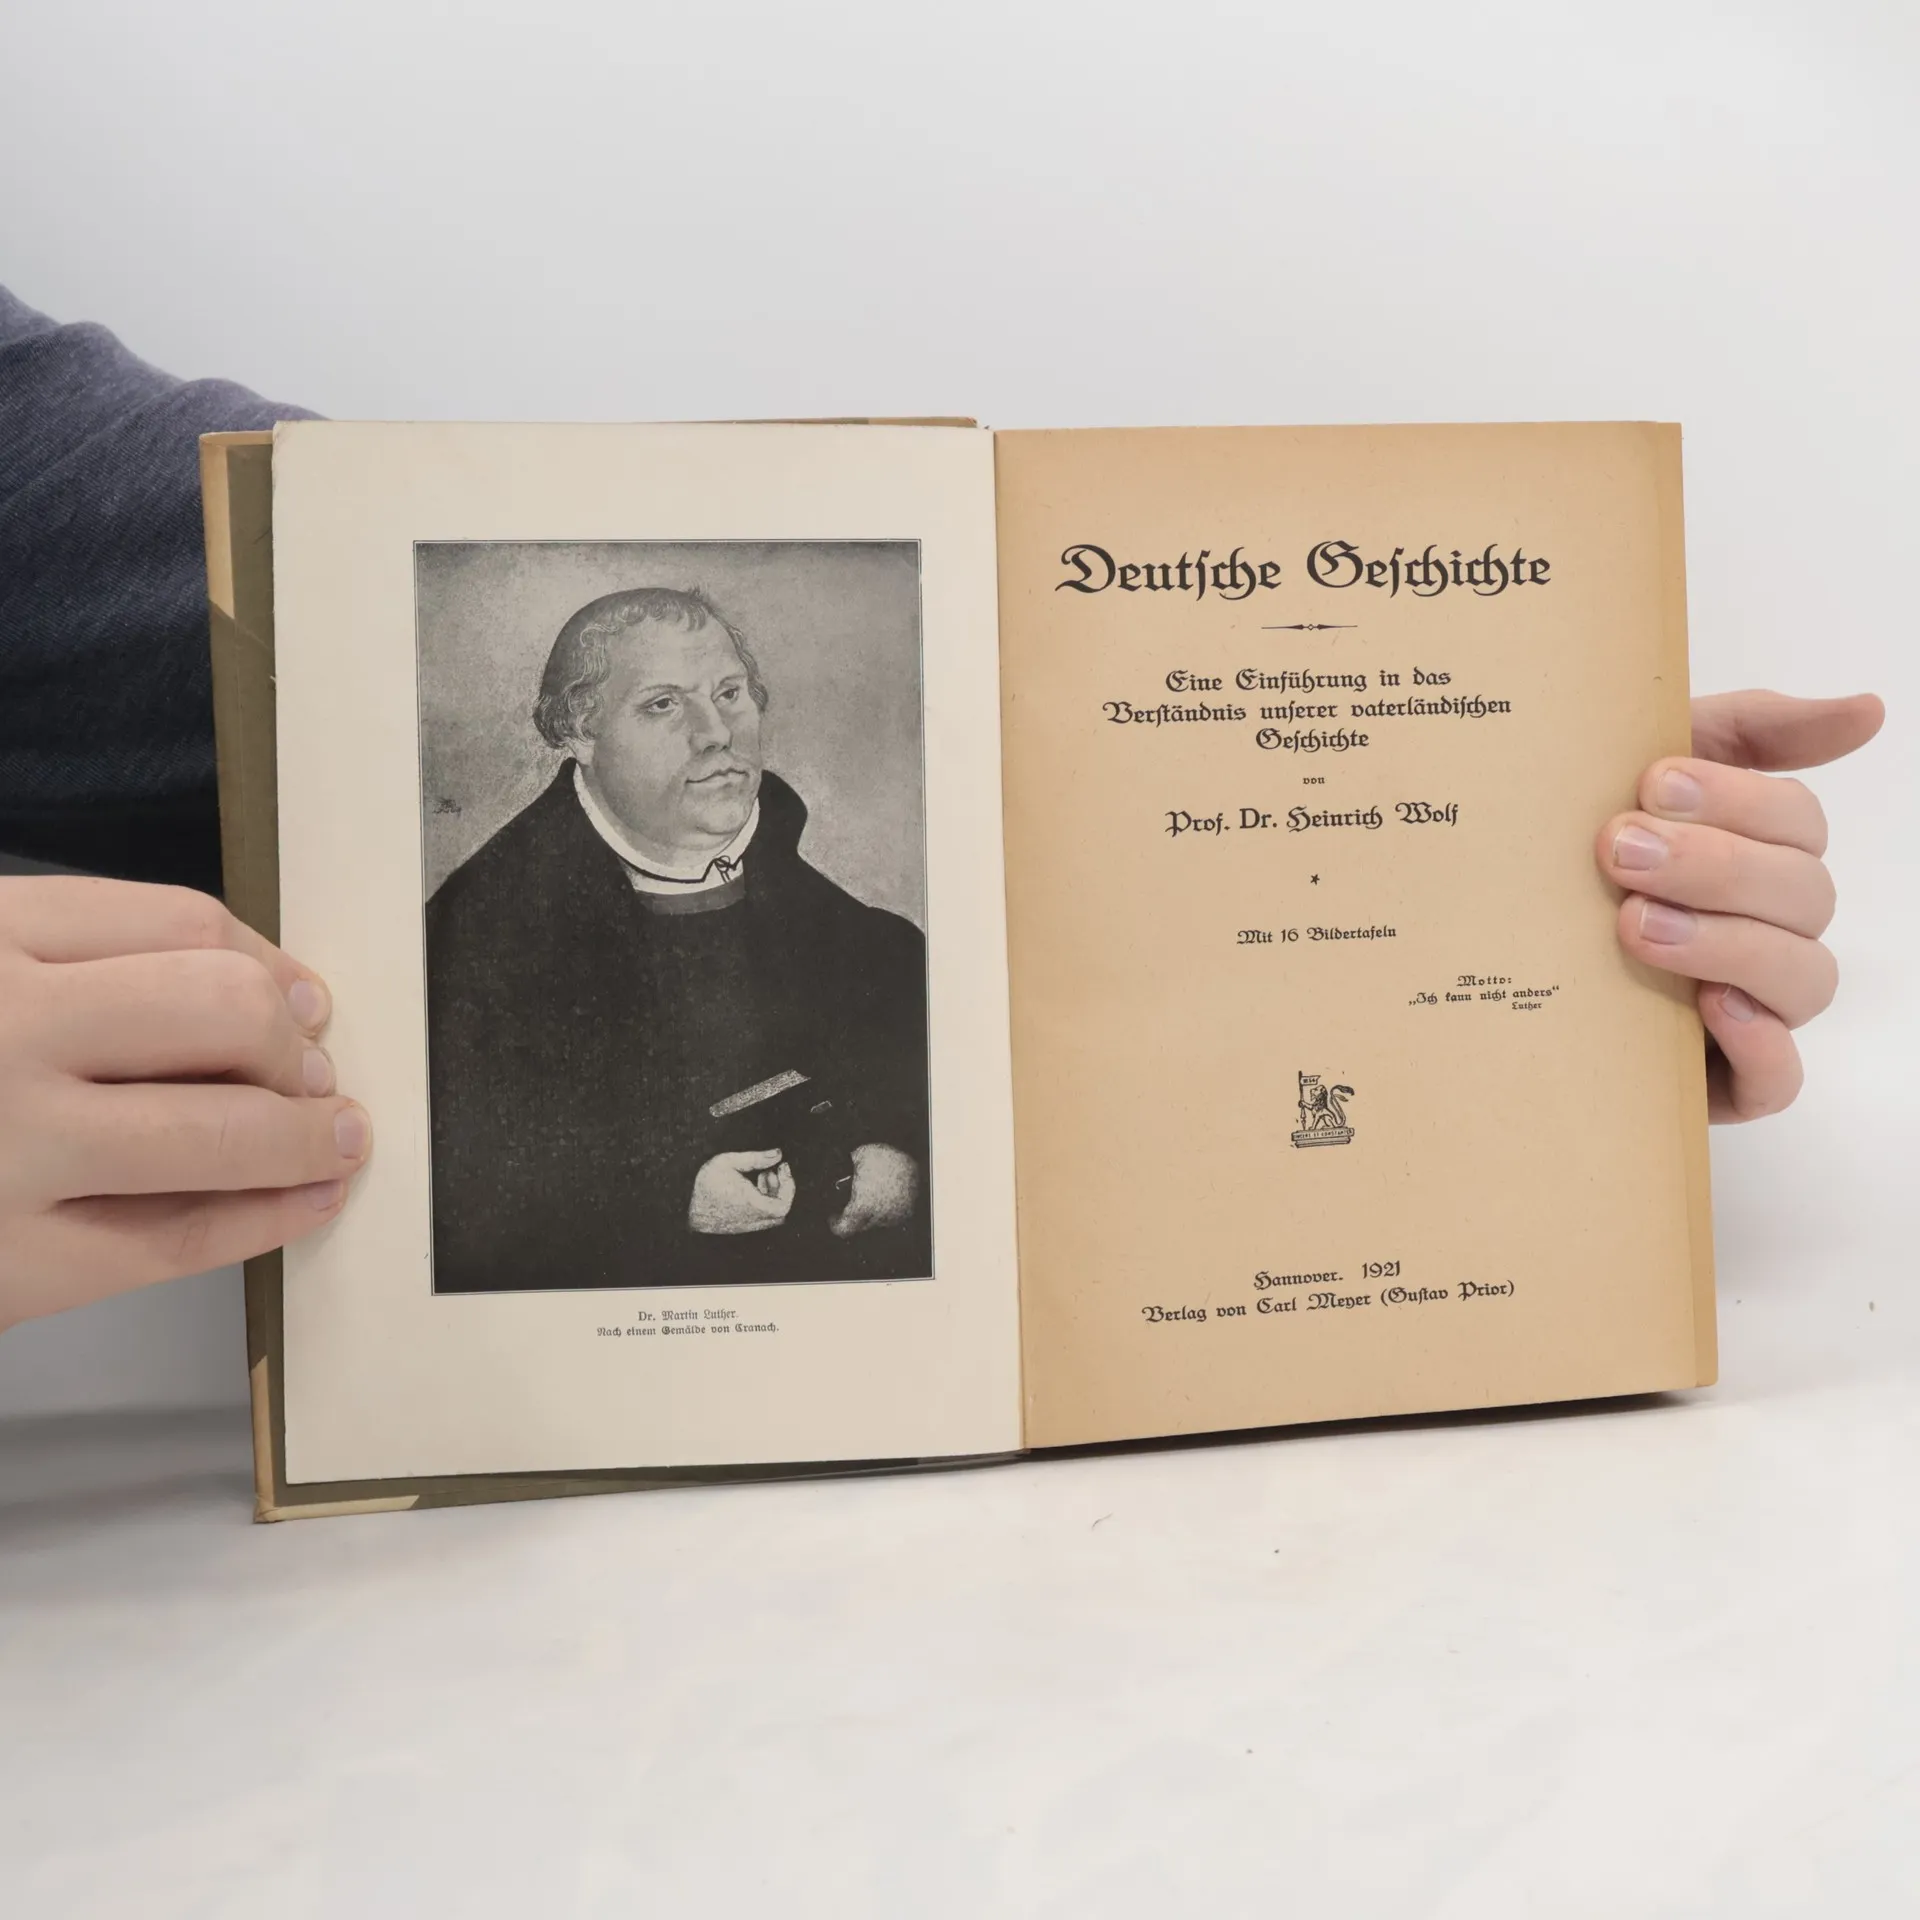 Dr. Martin Luther.
Nach einem Gemälde von Cranach.
Deutſche Geſchichte
Eine Einführung in das
Verſtändnis unſerer vaterländiſchen
Geſchichte
von
Prof. Dr. Heinrich Wolf
*
Mit 16 Bildertafeln
Motto:
„Ich kann nicht anders“
Luther
Hannover. 1921
Verlag von Carl Meyer (Guſtav Prior)